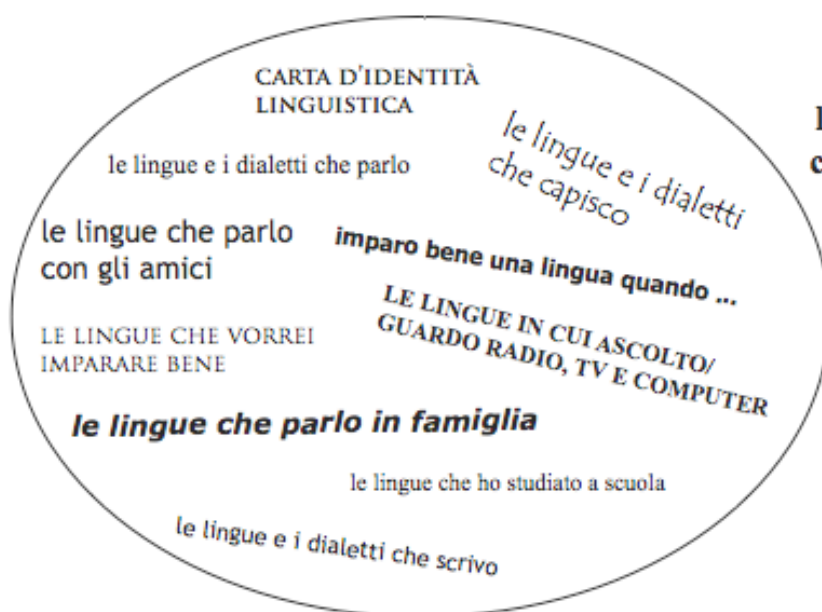 CARTA D'IDENTITÀ
LINGUISTICA
le lingue e i dialetti che parlo
le lingue e i dialetti
che capisco
le lingue che parlo
con gli amici
imparo bene una lingua quando ...
LE LINGUE IN CUI ASCOLTO/
GUARDO RADIO, TV E COMPUTER
LE LINGUE CHE VORREI
IMPARARE BENE
le lingue che parlo in famiglia
le lingue che ho studiato a scuola
le lingue e i dialetti che scrivo